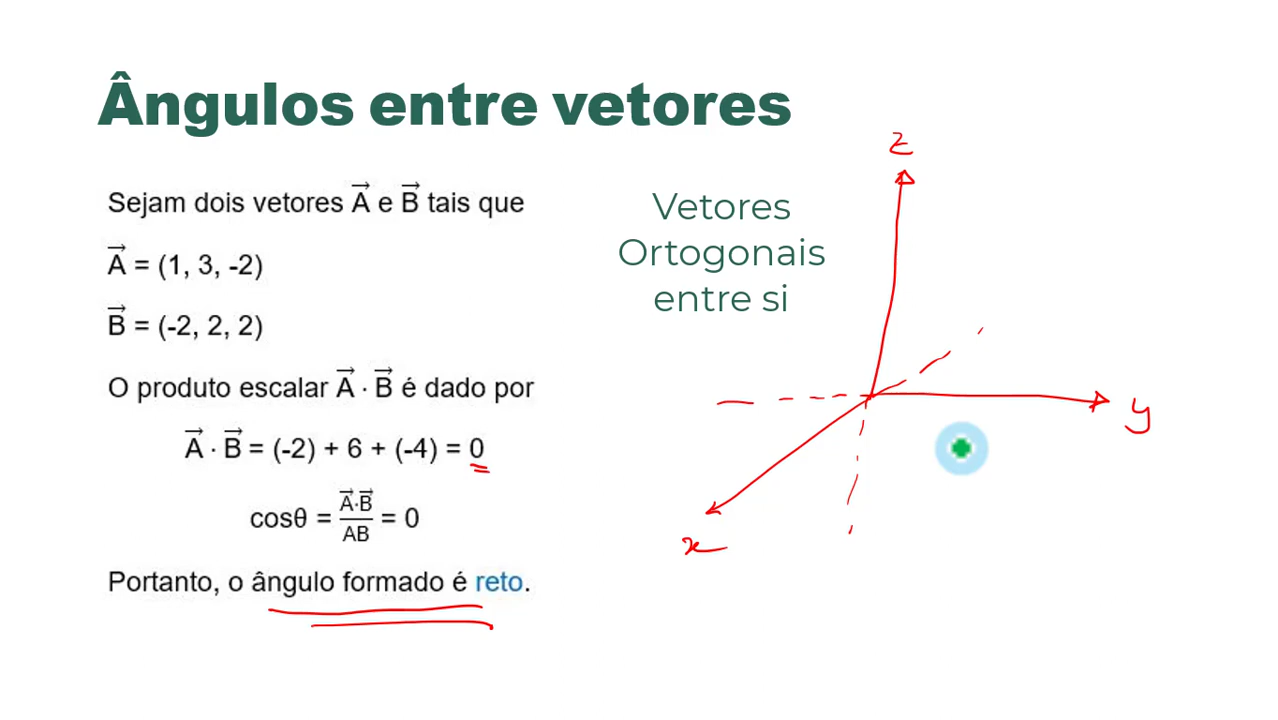 Ângulos entre vetores
Sejam dois vetores A⃗ e B⃗ tais que
A⃗ = (1, 3, -2)
B⃗ = (-2, 2, 2)
O produto escalar A⃗ · B⃗ é dado por
A⃗ · B⃗ = (-2) + 6 + (-4) = 0
cosθ = A⃗·B⃗/AB = 0
Portanto, o ângulo formado é reto.
Vetores
Ortogonais
entre si
z
y
x